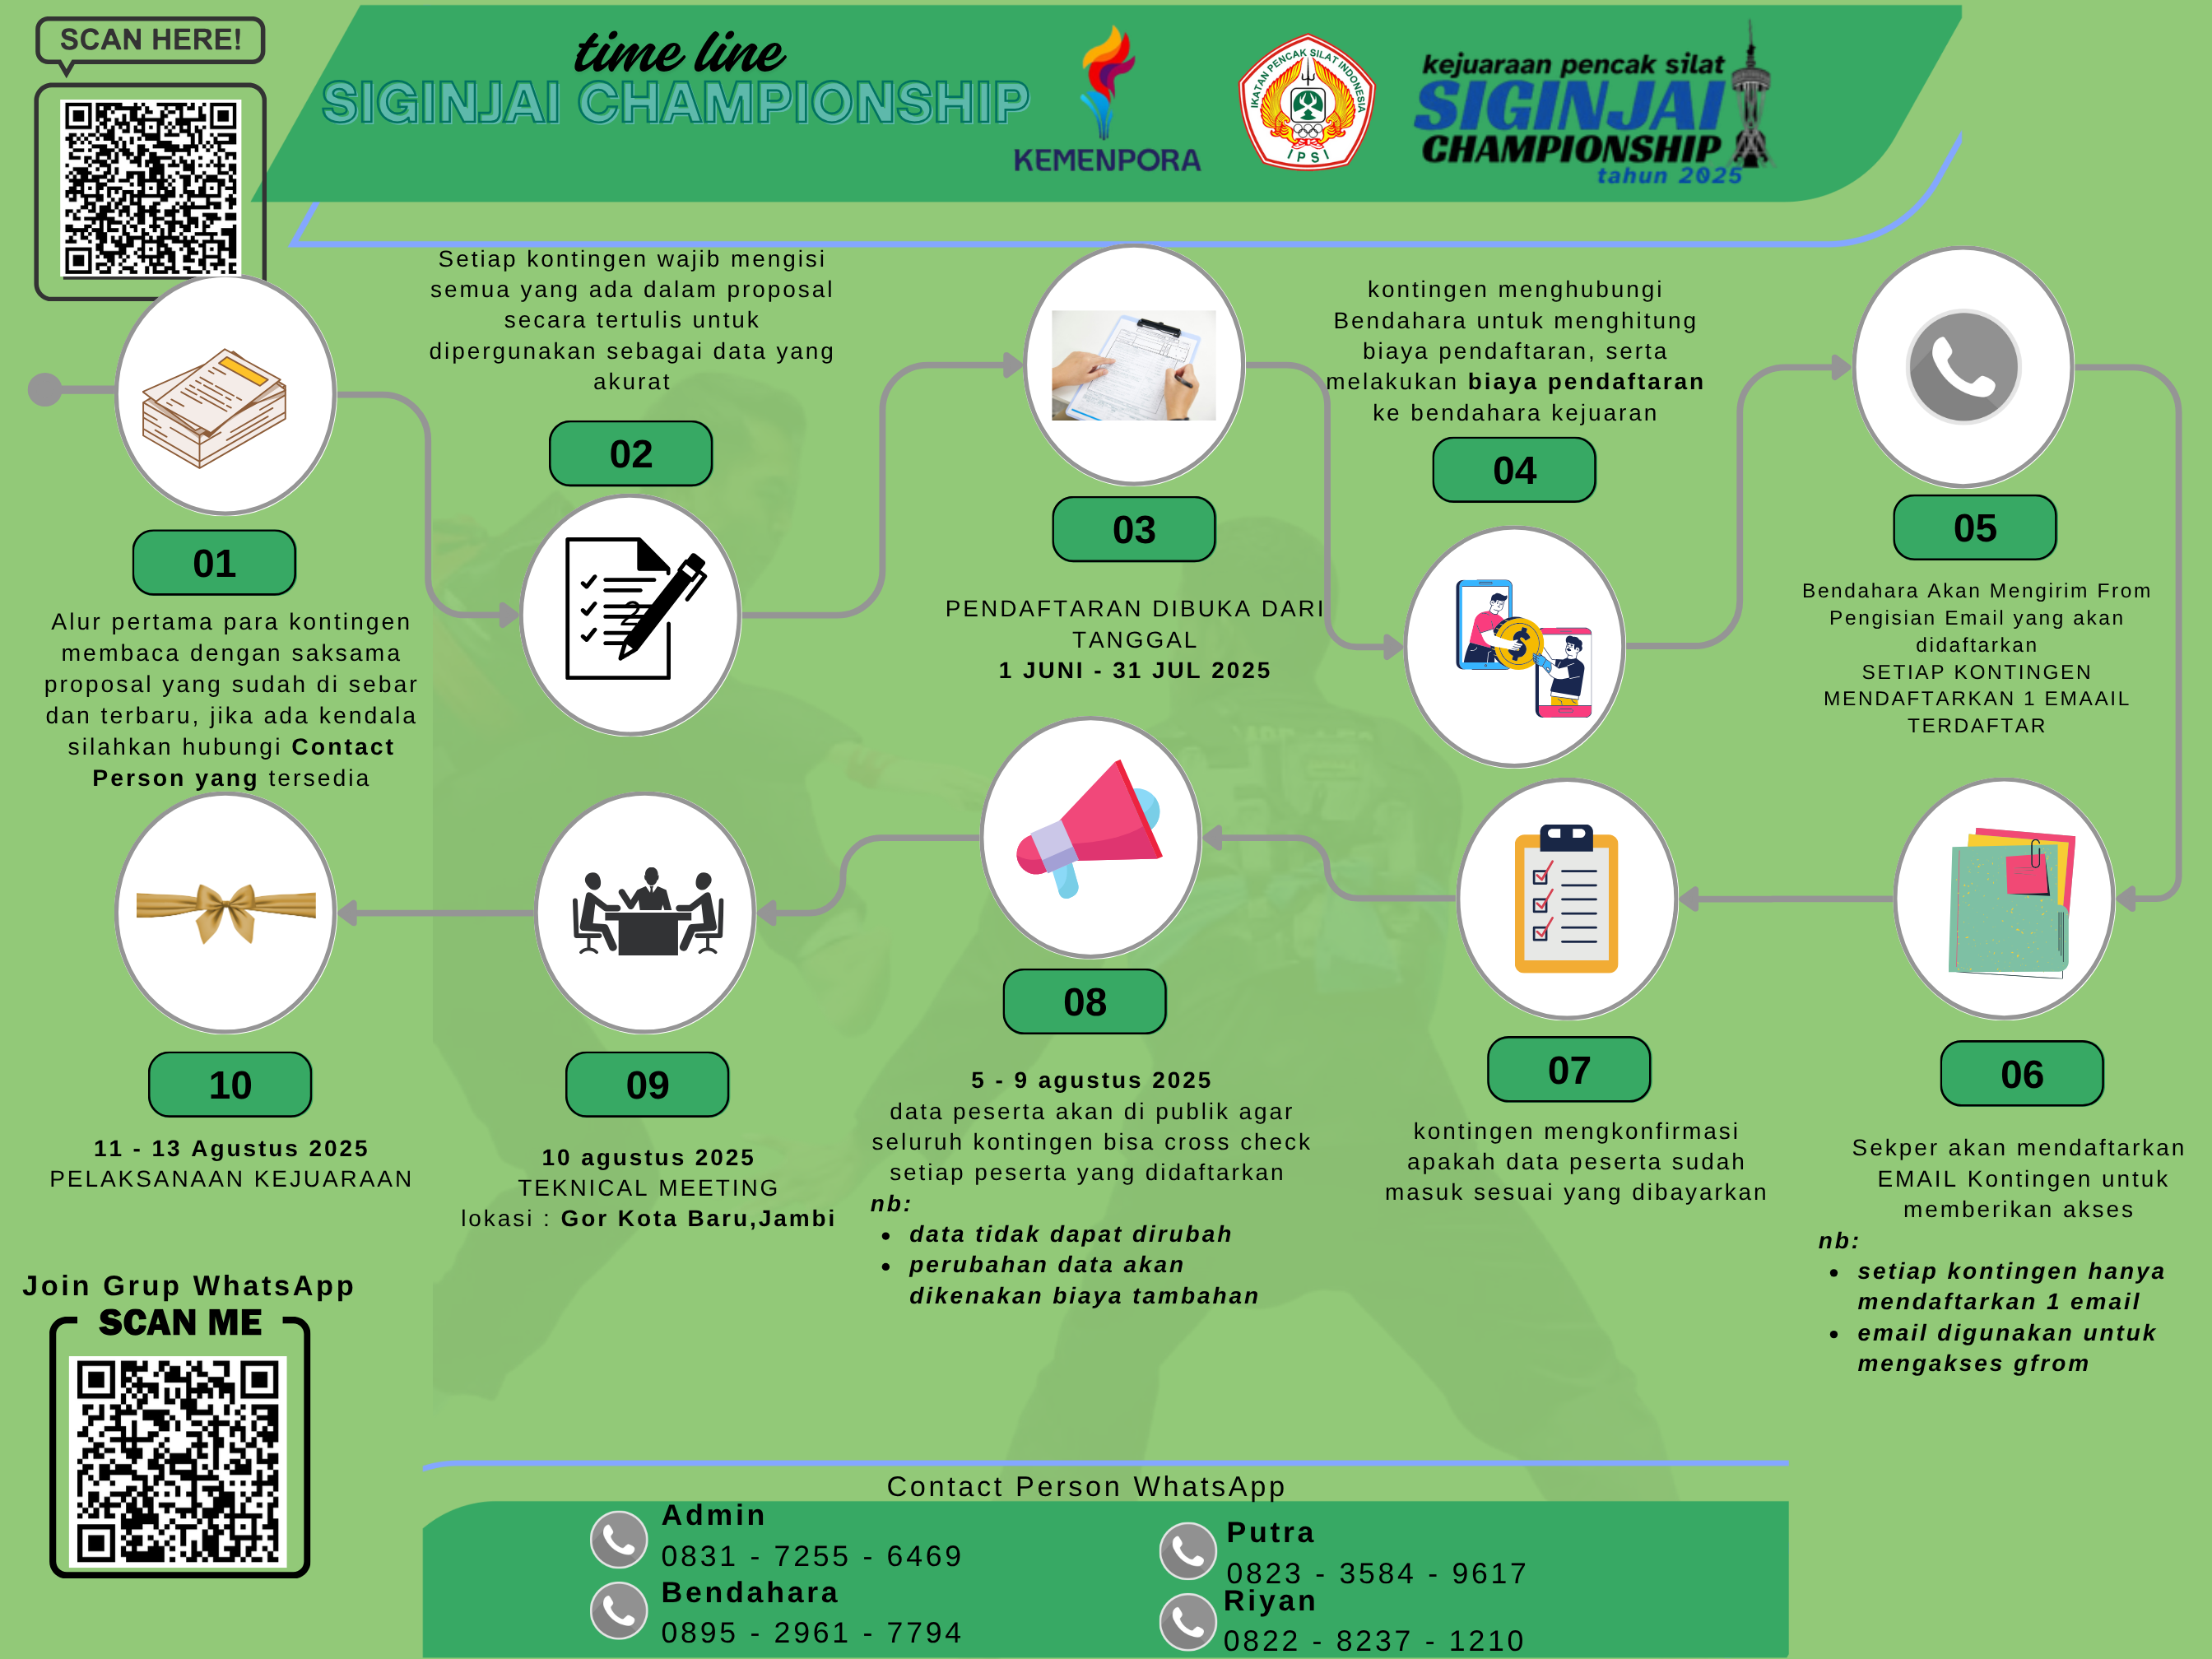 SCAN HERE!
time line
SIGINJAI CHAMPIONSHIP
KEMENPORA
IKATAN PENCAK SILAT INDONESIA
IPSI
kejuaraan pencak silat
SIGINJAI
CHAMPIONSHIP
tahun 2025
01
Alur pertama para kontingen
membaca dengan saksama
proposal yang sudah di sebar
dan terbaru, jika ada kendala
silahkan hubungi Contact
Person yang tersedia
Setiap kontingen wajib mengisi
semua yang ada dalam proposal
secara tertulis untuk
dipergunakan sebagai data yang
akurat
02
2
03
PENDAFTARAN DIBUKA DARI
TANGGAL
1 JUNI - 31 JUL 2025
kontingen menghubungi
Bendahara untuk menghitung
biaya pendaftaran, serta
melakukan biaya pendaftaran
ke bendahara kejuaran
04
05
Bendahara Akan Mengirim From
Pengisian Email yang akan
didaftarkan
SETIAP KONTINGEN
MENDAFTARKAN 1 EMAAIL
TERDAFTAR
06
Sekper akan mendaftarkan
EMAIL Kontingen untuk
memberikan akses
nb:
• setiap kontingen hanya
mendaftarkan 1 email
• email digunakan untuk
mengakses gfrom
07
kontingen mengkonfirmasi
apakah data peserta sudah
masuk sesuai yang dibayarkan
08
5 - 9 agustus 2025
data peserta akan di publik agar
seluruh kontingen bisa cross check
setiap peserta yang didaftarkan
nb:
• data tidak dapat dirubah
• perubahan data akan
dikenakan biaya tambahan
09
10 agustus 2025
TEKNICAL MEETING
lokasi : Gor Kota Baru,Jambi
10
11 - 13 Agustus 2025
PELAKSANAAN KEJUARAAN
Join Grup WhatsApp
SCAN ME
Contact Person WhatsApp
Admin
0831 - 7255 - 6469
Bendahara
0895 - 2961 - 7794
Putra
0823 - 3584 - 9617
Riyan
0822 - 8237 - 1210